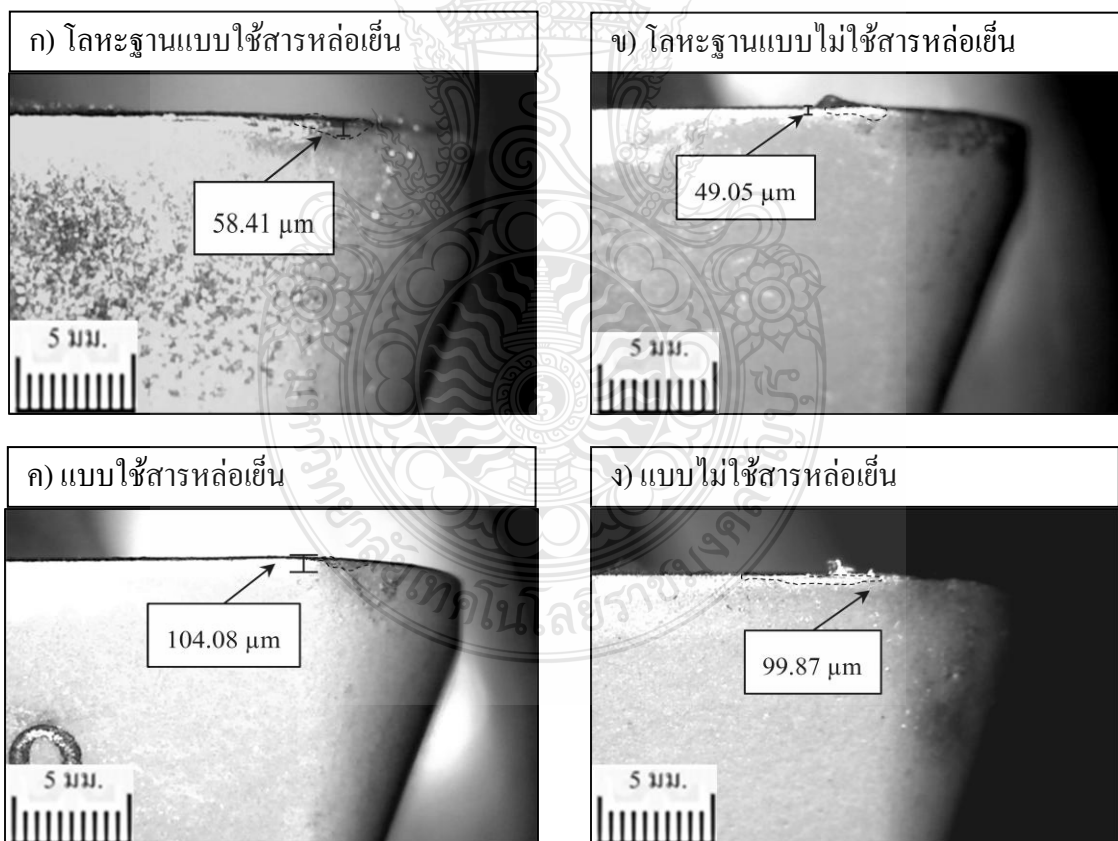 ก) โลหะฐานแบบใช้สารหล่อเย็น
58.41 µm
5 มม.
ข) โลหะฐานแบบไม่ใช้สารหล่อเย็น
49.05 µm
5 มม.
ค) แบบใช้สารหล่อเย็น
104.08 µm
5 มม.
ง) แบบไม่ใช้สารหล่อเย็น
99.87 µm
5 มม.